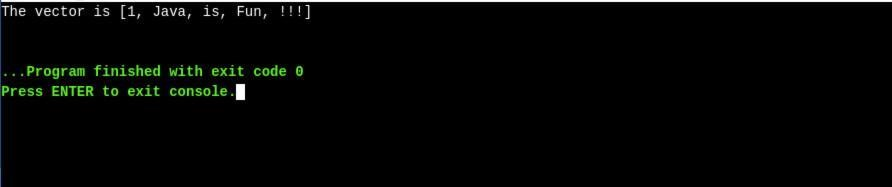 The vector is [1, Java, is, Fun, !!!]
...Program finished with exit code 0
Press ENTER to exit console.